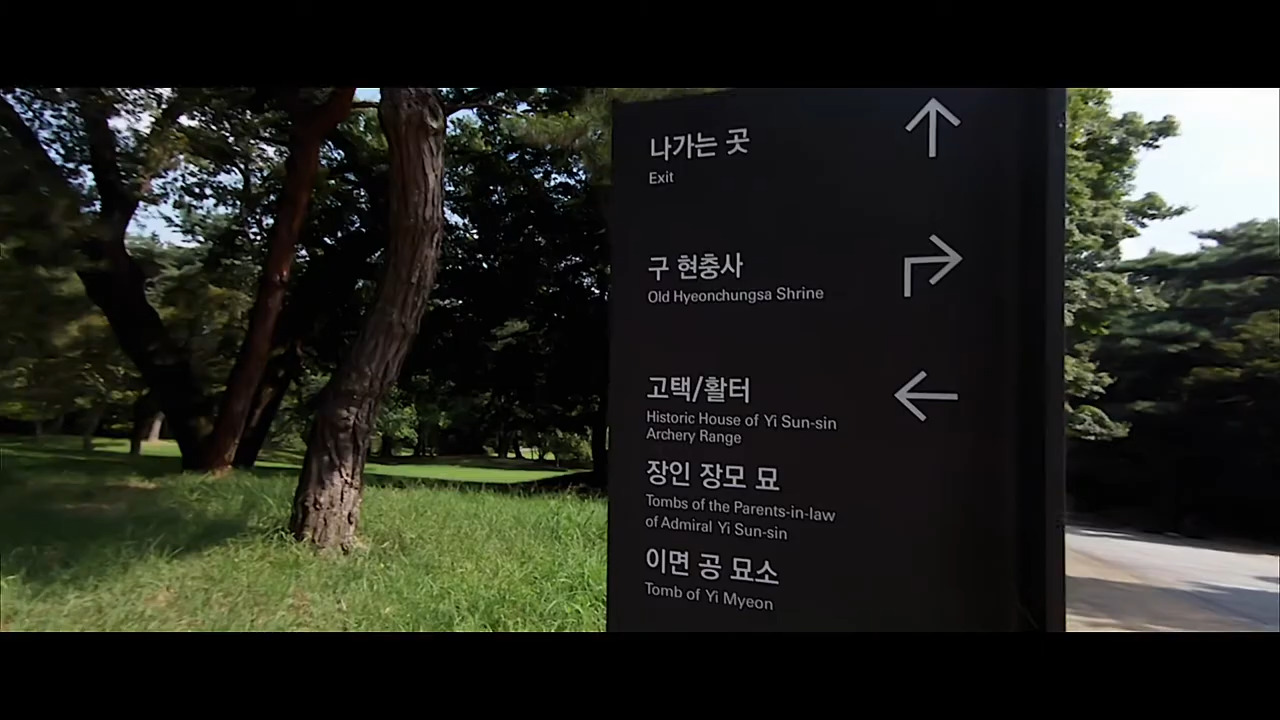 나가는 곳
Exit
구 현충사
Old Hyeonchungsa Shrine
고택/활터
Historic House of Yi Sun-sin
Archery Range
장인 장모 묘
Tombs of the Parents-in-law
of Admiral Yi Sun-sin
이면 공 묘소
Tomb of Yi Myeon